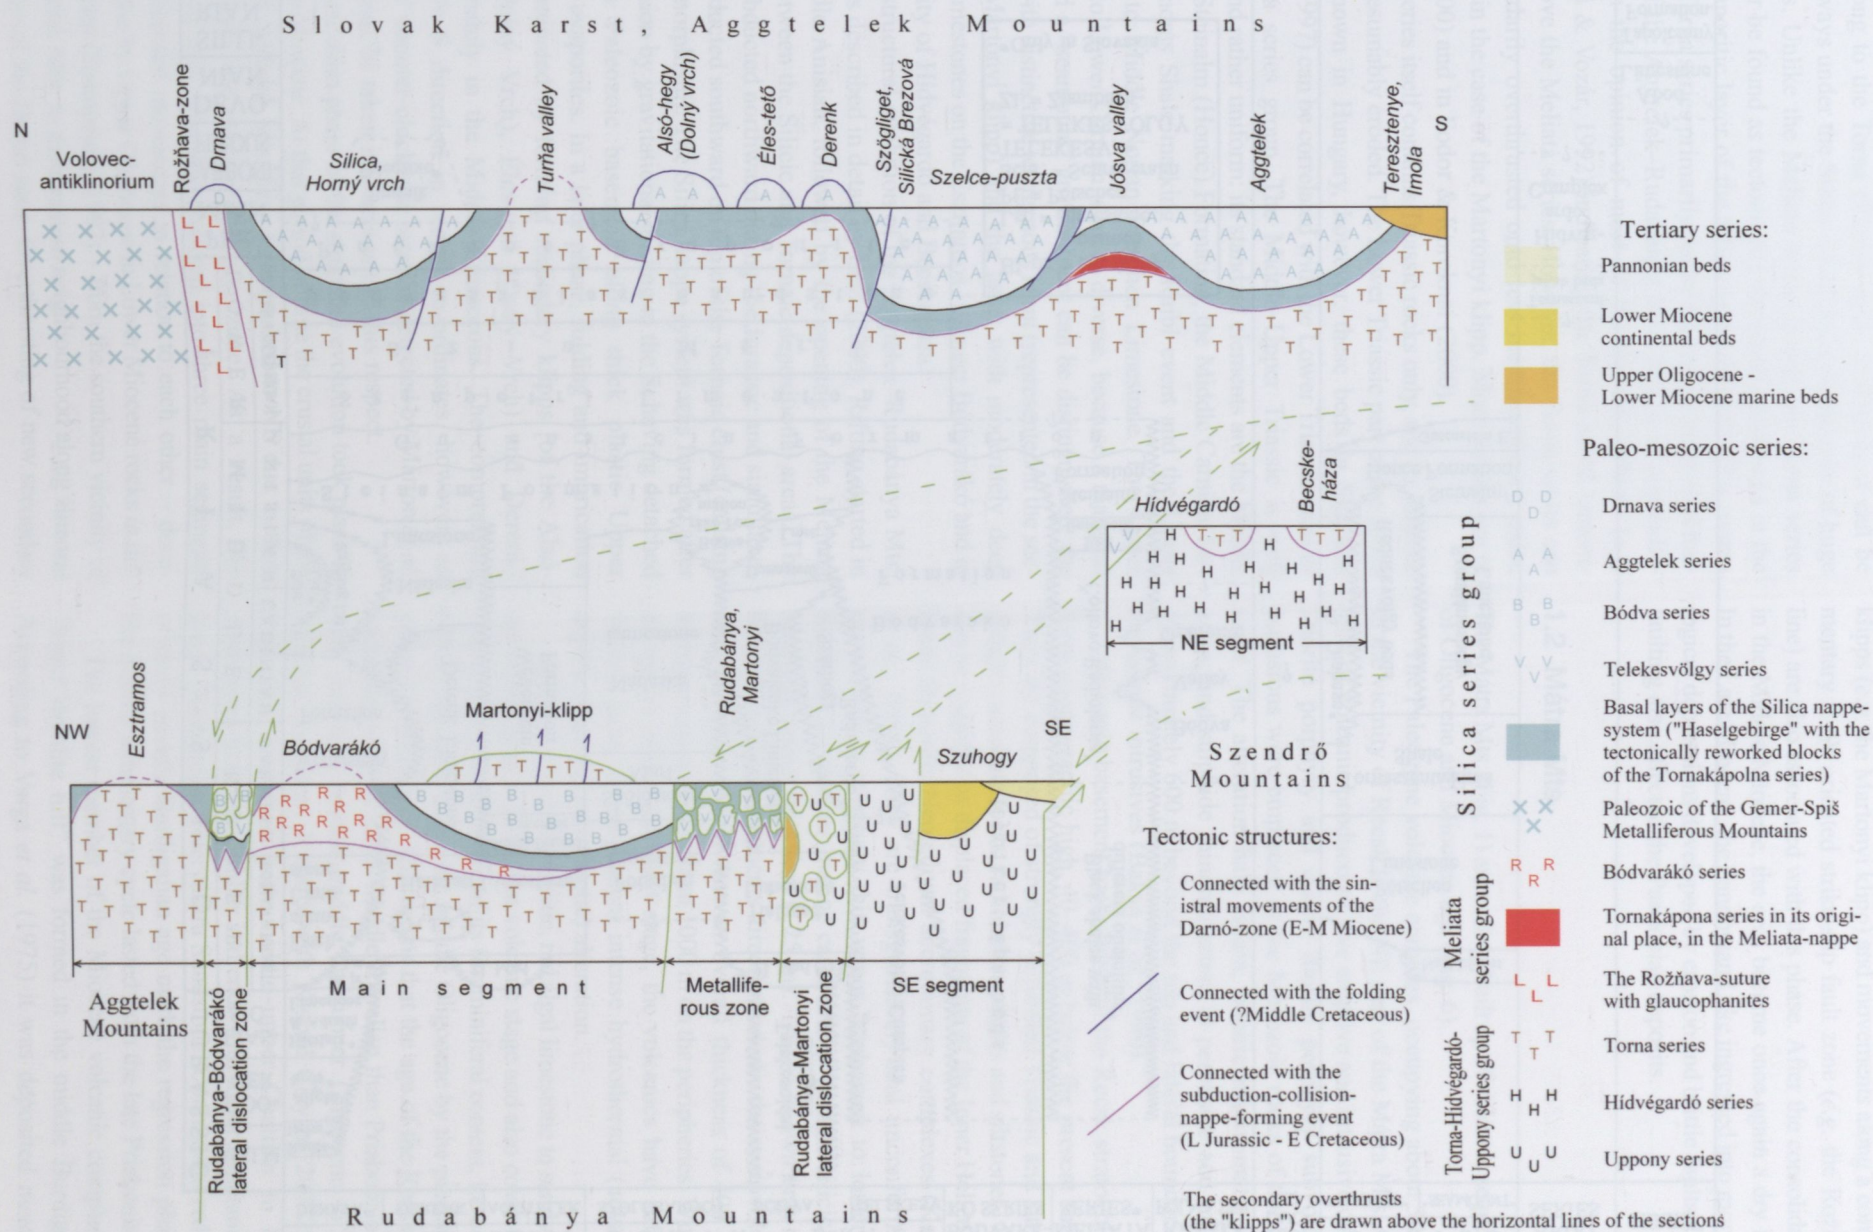 Slovak Karst, Aggtelek Mountains
N
Volovec-
antiklinorium
Rožňava-zone
Drnava
Silica,
Horný vrch
Turňa valley
Alsó-hegy
(Dolný vrch)
Éles-tető
Derenk
Szögliget,
Silická Brezová
Szelce-puszta
Jósva valley
Aggtelek
Teresztenye,
Imola
S
Hídvégardó
Becske-
háza
NE segment
NW
Esztramos
Bódvarákó
Martonyi-klipp
Rudabánya,
Martonyi
Szuhogy
SE
Szendrő
Mountains
Aggtelek
Mountains
Rudabánya-Bódvarákó
lateral dislocation zone
Main segment
Metallife-
rous zone
Rudabánya-Martonyi
lateral dislocation zone
SE segment
Rudabánya Mountains
Tectonic structures:
Connected with the sin-
istral movements of the
Darnó-zone (E-M Miocene)
Connected with the folding
event (?Middle Cretaceous)
Connected with the
subduction-collision-
nappe-forming event
(L Jurassic - E Cretaceous)
Tertiary series:
Pannonian beds
Lower Miocene
continental beds
Upper Oligocene -
Lower Miocene marine beds
Paleo-mesozoic series:
Silica series group
D D
D
Drnava series
A A
A
Aggtelek series
B B
B
Bódva series
V V
V
Telekesvölgy series
Basal layers of the Silica nappe-
system ("Haselgebirge" with the
tectonically reworked blocks
of the Tornakápolna series)
Paleozoic of the Gemer-Spiš
Metalliferous Mountains
Meliata
series group
R R
R
Bódvarákó series
Tornakápona series in its origi-
nal place, in the Meliata-nappe
L L
L
The Rožňava-suture
with glaucophanites
Torna-Hídvégardó-
Uppony series group
T T
T
Torna series
H H
H
Hídvégardó series
U U
U
Uppony series
The secondary overthrusts
(the "klipps") are drawn above the horizontal lines of the sections